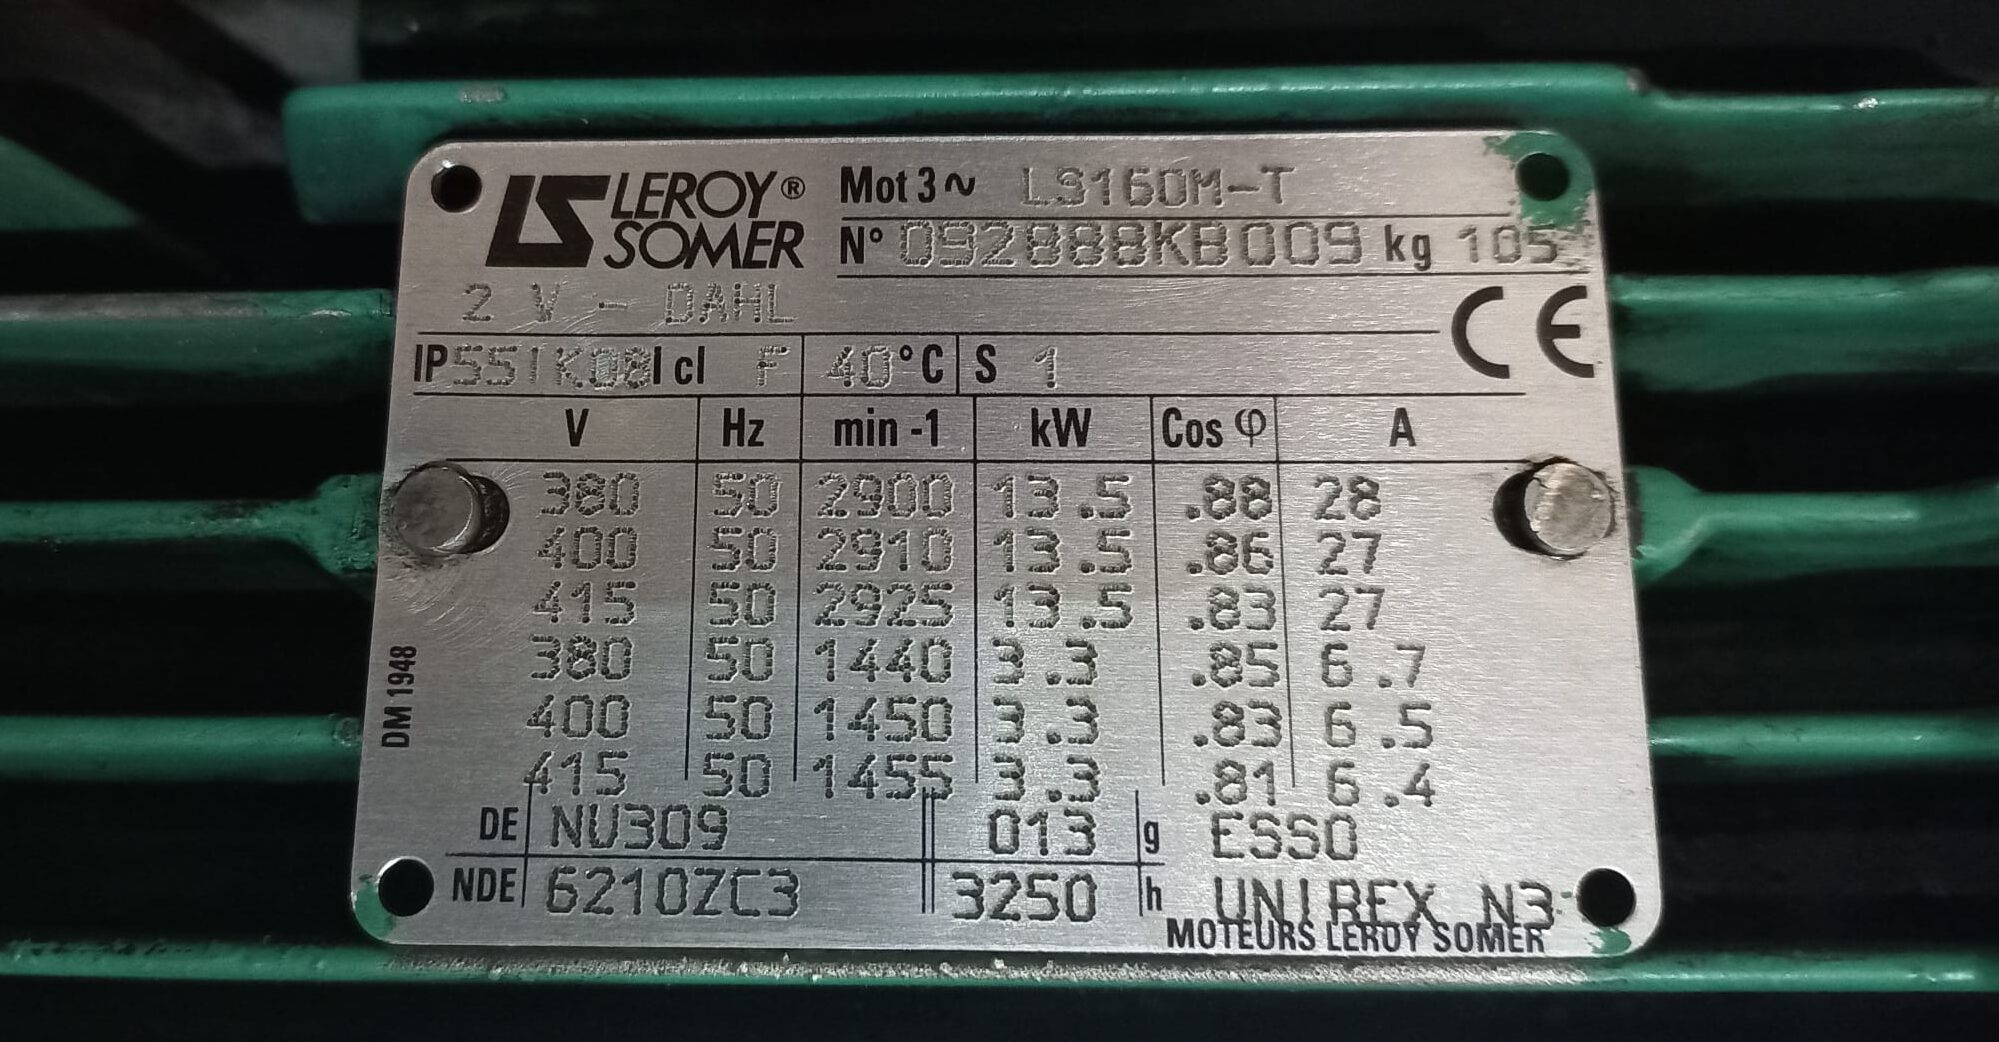 LS LEROY® SOMER
Mot 3~ LS160M-T
N° 092888KB009 kg 105
2 V - DAHL
IP55IK08 I cl F 40°C S 1
CE
V Hz min -1 kW Cos φ A
380 50 2900 13.5 .88 28
400 50 2910 13.5 .86 27
415 50 2925 13.5 .83 27
380 50 1440 3.3 .85 6.7
400 50 1450 3.3 .83 6.5
415 50 1455 3.3 .81 6.4
DE NU309 013 g ESSO
NDE 6210ZC3 3250 h UNIREX N3
MOTEURS LEROY SOMER
DM 1948